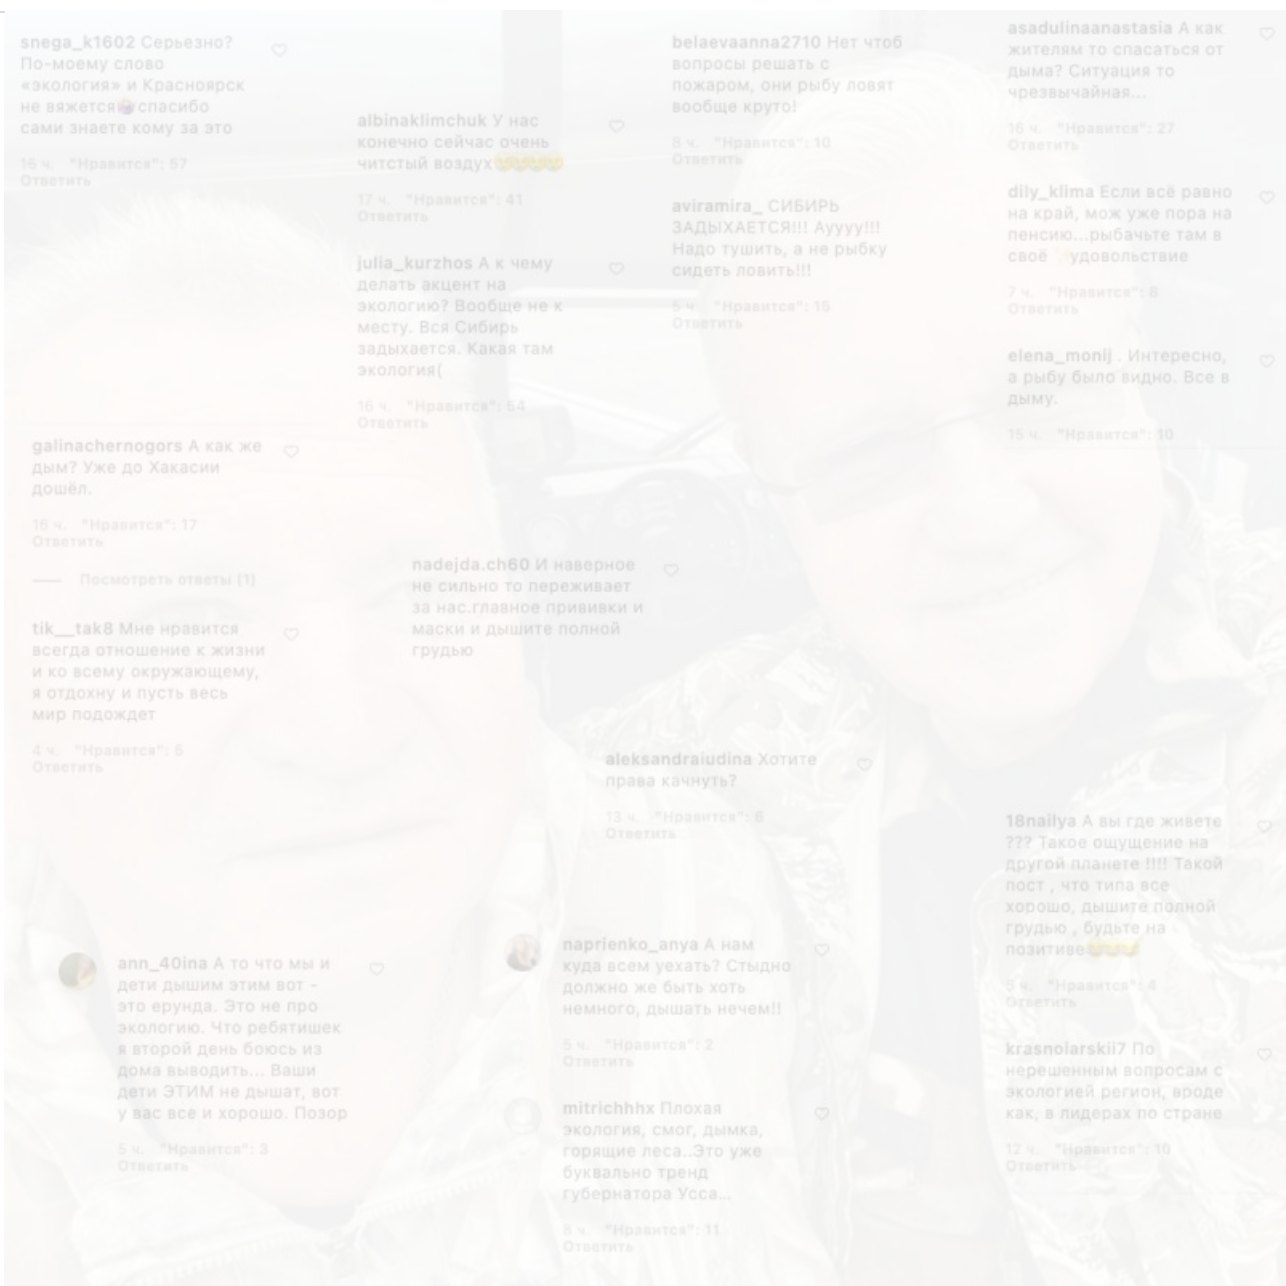 snega_k1602 Серьезно?
По-моему слово
«экология» и Красноярск
не вяжется🤷🏼‍♀️спасибо
сами знаете кому за это
16 ч. "Нравится": 57
Ответить
galinachernogors А как же
дым? Уже до Хакасии
дошёл.
16 ч. "Нравится": 17
Ответить
Посмотреть ответы (1)
tik__tak8 Мне нравится
всегда отношение к жизни
и ко всему окружающему,
я отдохну и пусть весь
мир подождет
4 ч. "Нравится": 5
Ответить
ann_40ina А то что мы и
дети дышим этим вот -
это ерунда. Это не про
экологию. Что ребятишек
я второй день боюсь из
дома выводить... Ваши
дети ЭТИМ не дышат, вот
у вас все и хорошо. Позор
5 ч. "Нравится": 3
Ответить
albinaklimchuk У нас
конечно сейчас очень
читстый воздух
17 ч. "Нравится": 41
Ответить
julia_kurzhos А к чему
делать акцент на
экологию? Вообще не к
месту. Вся Сибирь
задыхается. Какая там
экология(
16 ч. "Нравится": 54
Ответить
nadejda.ch60 И наверное
не сильно то переживает
за нас.главное прививки и
маски и дышите полной
грудью
aleksandraiudina Хотите
права качнуть?
13 ч. "Нравится": 6
Ответить
naprienko_anya А нам
куда всем уехать? Стыдно
должно же быть хоть
немного, дышать нечем!!
5 ч. "Нравится": 2
Ответить
mitrichhhx Плохая
экология, смог, дымка,
горящие леса..Это уже
буквально тренд
губернатора Усса...
8 ч. "Нравится": 11
Ответить
belaevaanna2710 Нет чтоб
вопросы решать с
пожаром, они рыбу ловят
вообще круто!
8 ч. "Нравится": 10
Ответить
aviramira_ СИБИРЬ
ЗАДЫХАЕТСЯ!!! Ауууу!!!
Надо тушить, а не рыбку
сидеть ловить!!!
5 ч. "Нравится": 15
Ответить
asadulinaanastasia А как
жителям то спасаться от
дыма? Ситуация то
чрезвычайная...
16 ч. "Нравится": 27
Ответить
dily_klima Если всё равно
на край, мож уже пора на
пенсию...рыбачьте там в
своё ✨удовольствие
7 ч. "Нравится": 8
Ответить
elena_monij . Интересно,
а рыбу было видно. Все в
дыму.
15 ч. "Нравится": 10
18nailya А вы где живете
??? Такое ощущение на
другой планете !!!! Такой
пост , что типа все
хорошо, дышите полной
грудью , будьте на
позитиве
5 ч. "Нравится": 4
Ответить
krasnoiarskii7 По
нерешенным вопросам с
экологией регион, вроде
как, в лидерах по стране
12 ч. "Нравится": 16
Ответить